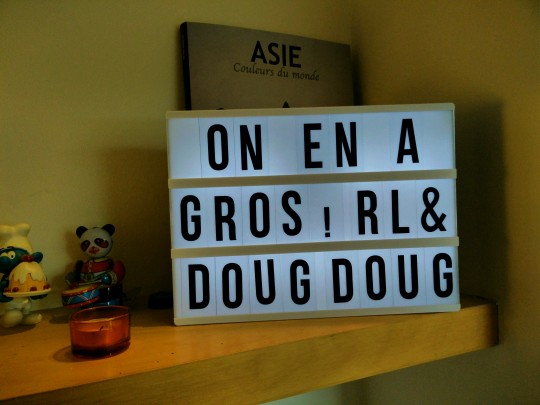 ASIE
Couleurs du monde
ON EN A
GROS ! RL&
DOUG DOUG